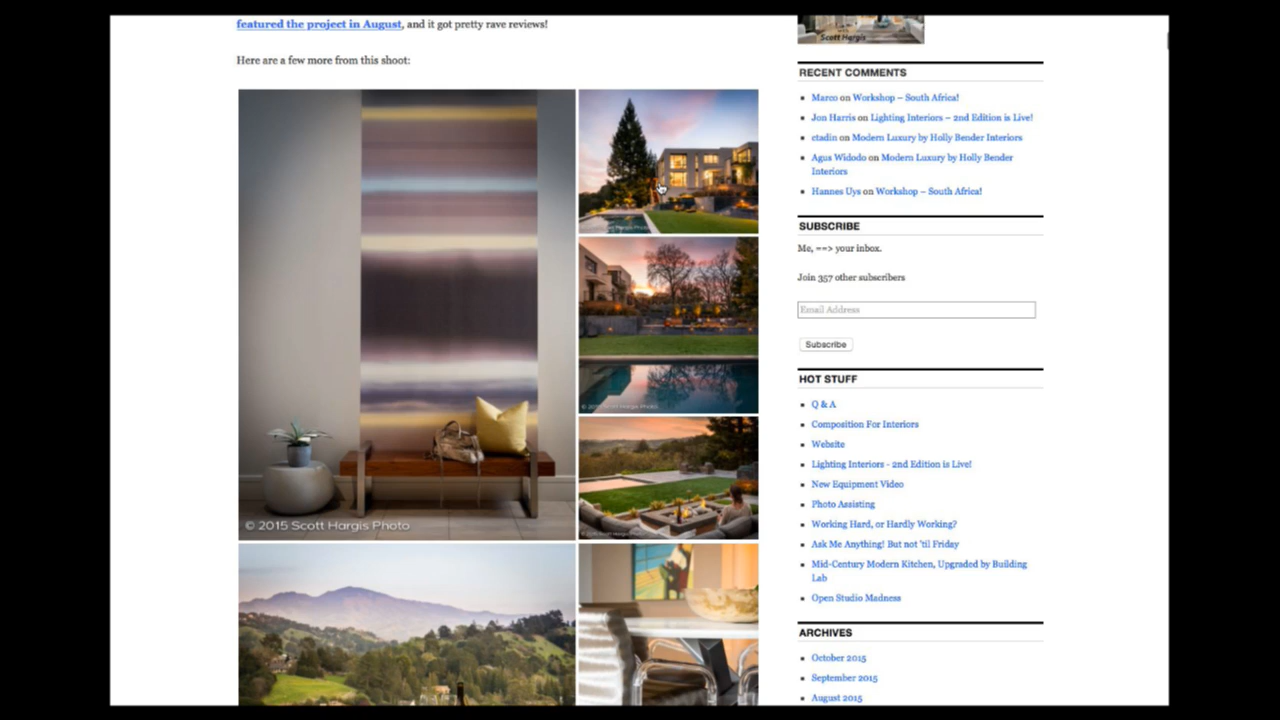 featured the project in August, and it got pretty rave reviews!
Here are a few more from this shoot:
© 2015 Scott Hargis Photo
Scott Hargis
RECENT COMMENTS
Marco on Workshop – South Africa!
Jon Harris on Lighting Interiors – 2nd Edition is Live!
ctadin on Modern Luxury by Holly Bender Interiors
Agus Widodo on Modern Luxury by Holly Bender
Interiors
Hannes Uys on Workshop – South Africa!
SUBSCRIBE
Me, ==> your inbox.
Join 357 other subscribers
Email Address
Subscribe
HOT STUFF
Q & A
Composition For Interiors
Website
Lighting Interiors - 2nd Edition is Live!
New Equipment Video
Photo Assisting
Working Hard, or Hardly Working?
Ask Me Anything! But not 'til Friday
Mid-Century Modern Kitchen, Upgraded by Building
Lab
Open Studio Madness
ARCHIVES
October 2015
September 2015
August 2015